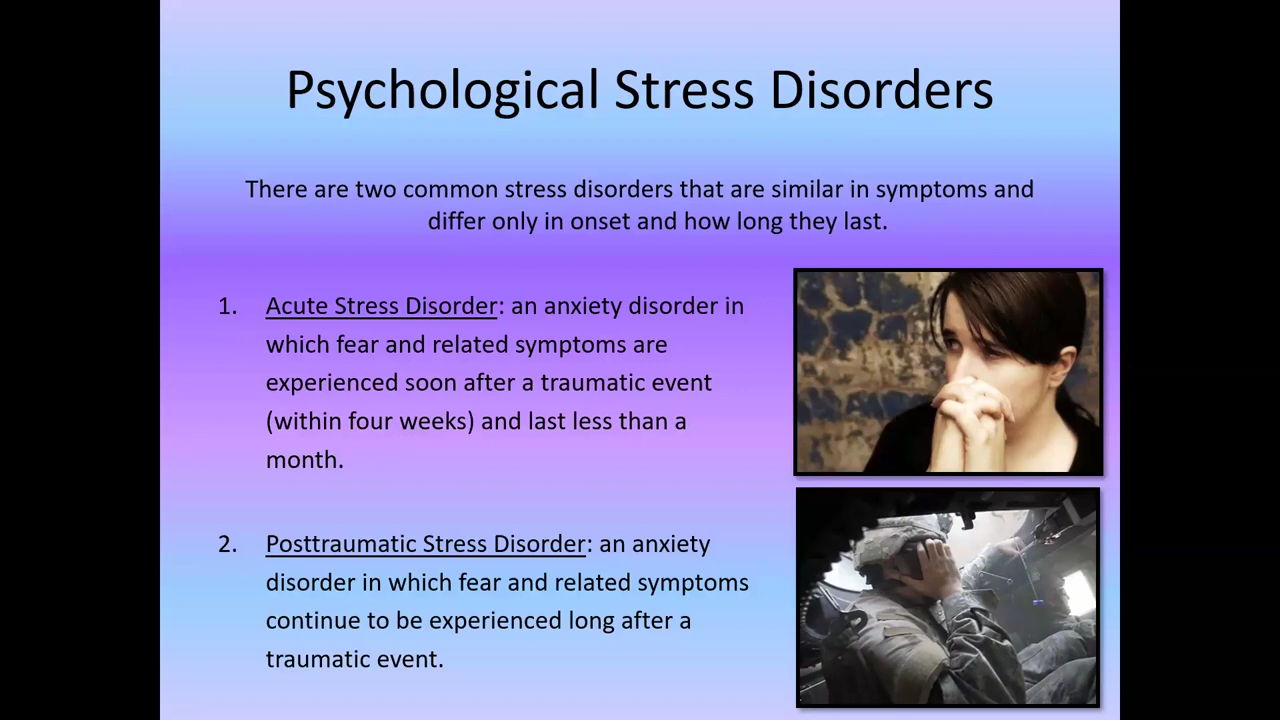 Psychological Stress Disorders
There are two common stress disorders that are similar in symptoms and
differ only in onset and how long they last.
1. Acute Stress Disorder: an anxiety disorder in
which fear and related symptoms are
experienced soon after a traumatic event
(within four weeks) and last less than a
month.
2. Posttraumatic Stress Disorder: an anxiety
disorder in which fear and related symptoms
continue to be experienced long after a
traumatic event.